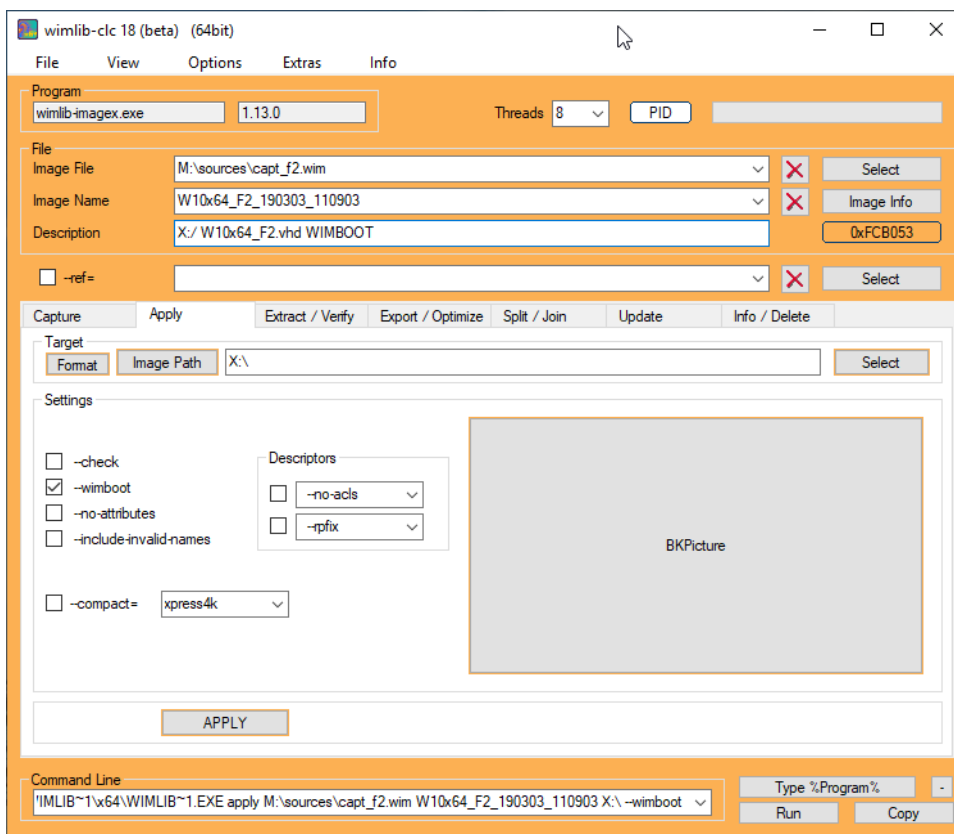 wimlib-clc 18 (beta) (64bit)
File View Options Extras Info
Program
wimlib-imagex.exe 1.13.0 Threads 8 PID
File
Image File M:\sources\capt_f2.wim Select
Image Name W10x64_F2_190303_110903 Image Info
Description X:/ W10x64_F2.vhd WIMBOOT 0xFCB053
--ref= Select
Capture Apply Extract / Verify Export / Optimize Split / Join Update Info / Delete
Target
Format Image Path X:\ Select
Settings
--check
--wimboot
--no-attributes
--include-invalid-names
Descriptors
--no-acls
--rpfix
BKPicture
--compact= xpress4k
APPLY
Command Line
'IMLIB~1\x64\WIMLIB~1.EXE apply M:\sources\capt_f2.wim W10x64_F2_190303_110903 X:\ --wimboot
Type %Program% -
Run Copy